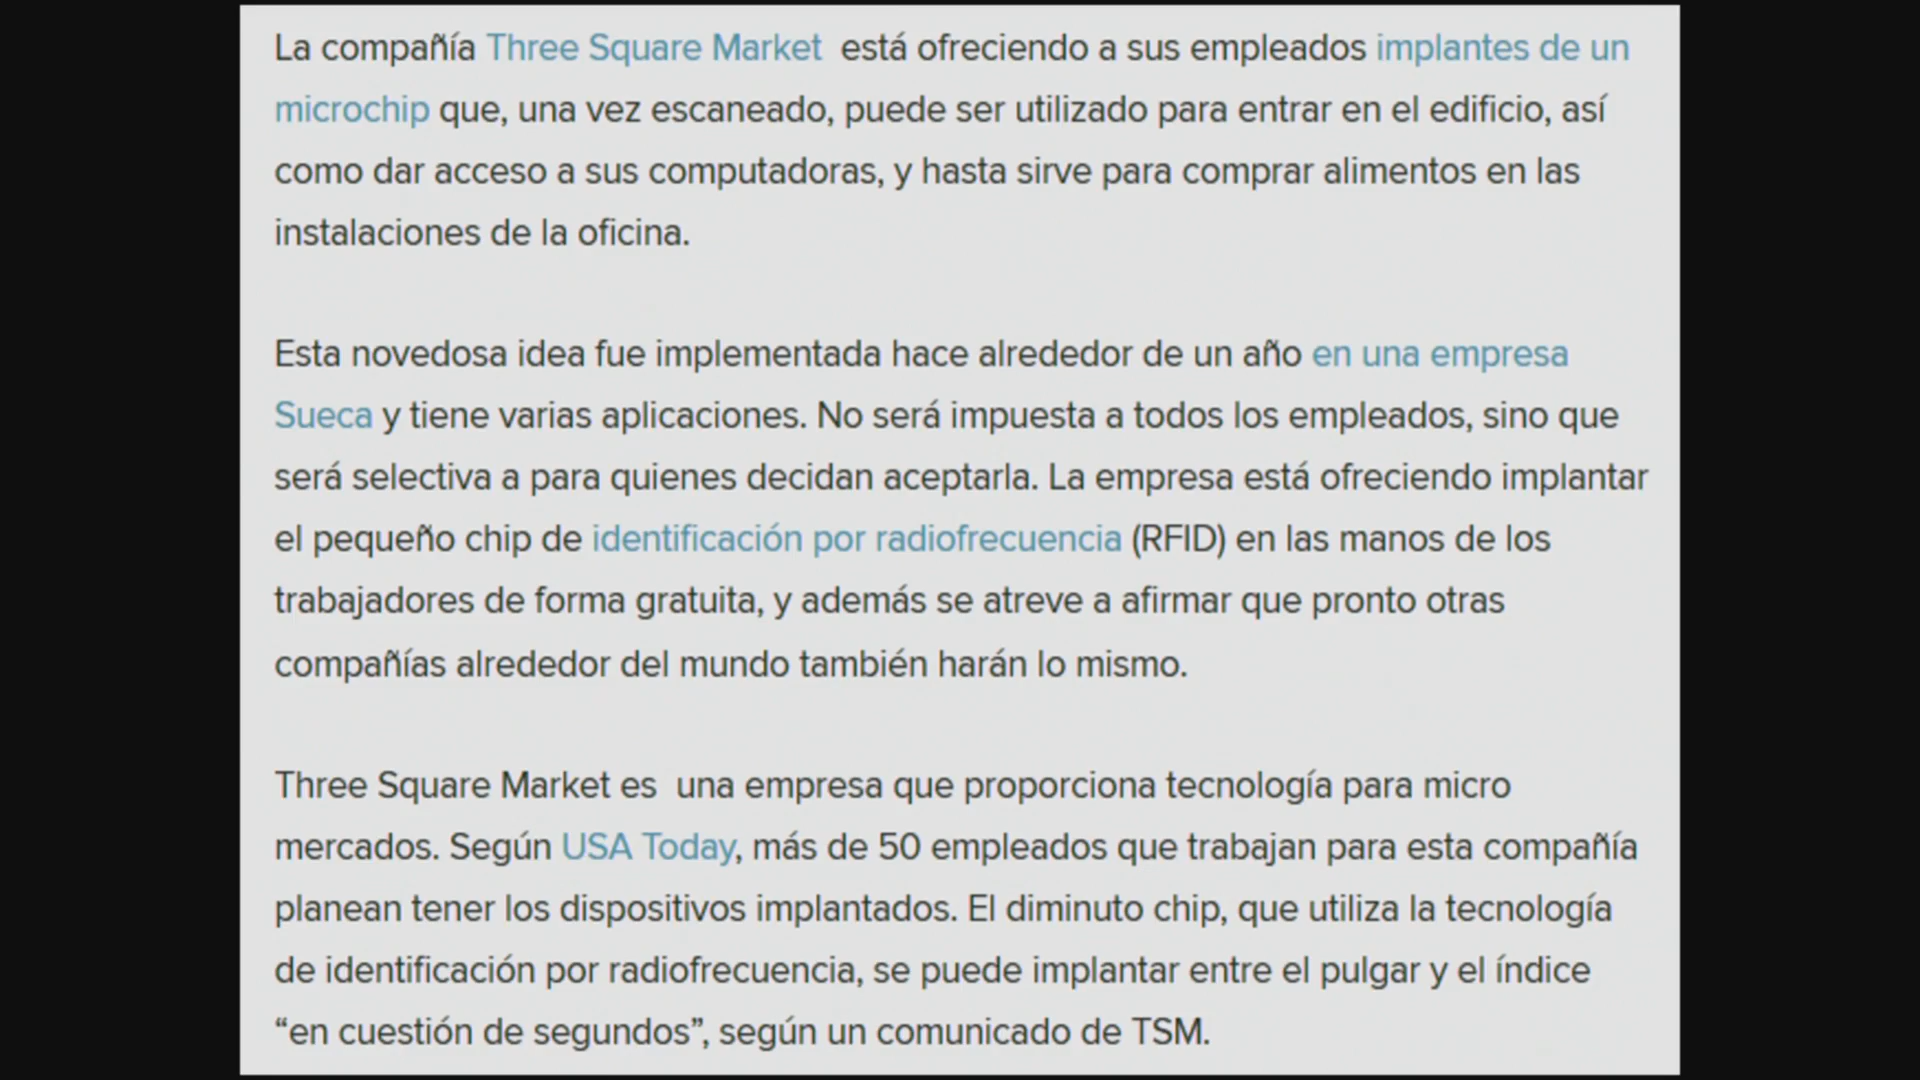 La compañía Three Square Market está ofreciendo a sus empleados implantes de un
microchip que, una vez escaneado, puede ser utilizado para entrar en el edificio, así
como dar acceso a sus computadoras, y hasta sirve para comprar alimentos en las
instalaciones de la oficina.
Esta novedosa idea fue implementada hace alrededor de un año en una empresa
Sueca y tiene varias aplicaciones. No será impuesta a todos los empleados, sino que
será selectiva a para quienes decidan aceptarla. La empresa está ofreciendo implantar
el pequeño chip de identificación por radiofrecuencia (RFID) en las manos de los
trabajadores de forma gratuita, y además se atreve a afirmar que pronto otras
compañías alrededor del mundo también harán lo mismo.
Three Square Market es una empresa que proporciona tecnología para micro
mercados. Según USA Today, más de 50 empleados que trabajan para esta compañía
planean tener los dispositivos implantados. El diminuto chip, que utiliza la tecnología
de identificación por radiofrecuencia, se puede implantar entre el pulgar y el índice
“en cuestión de segundos”, según un comunicado de TSM.